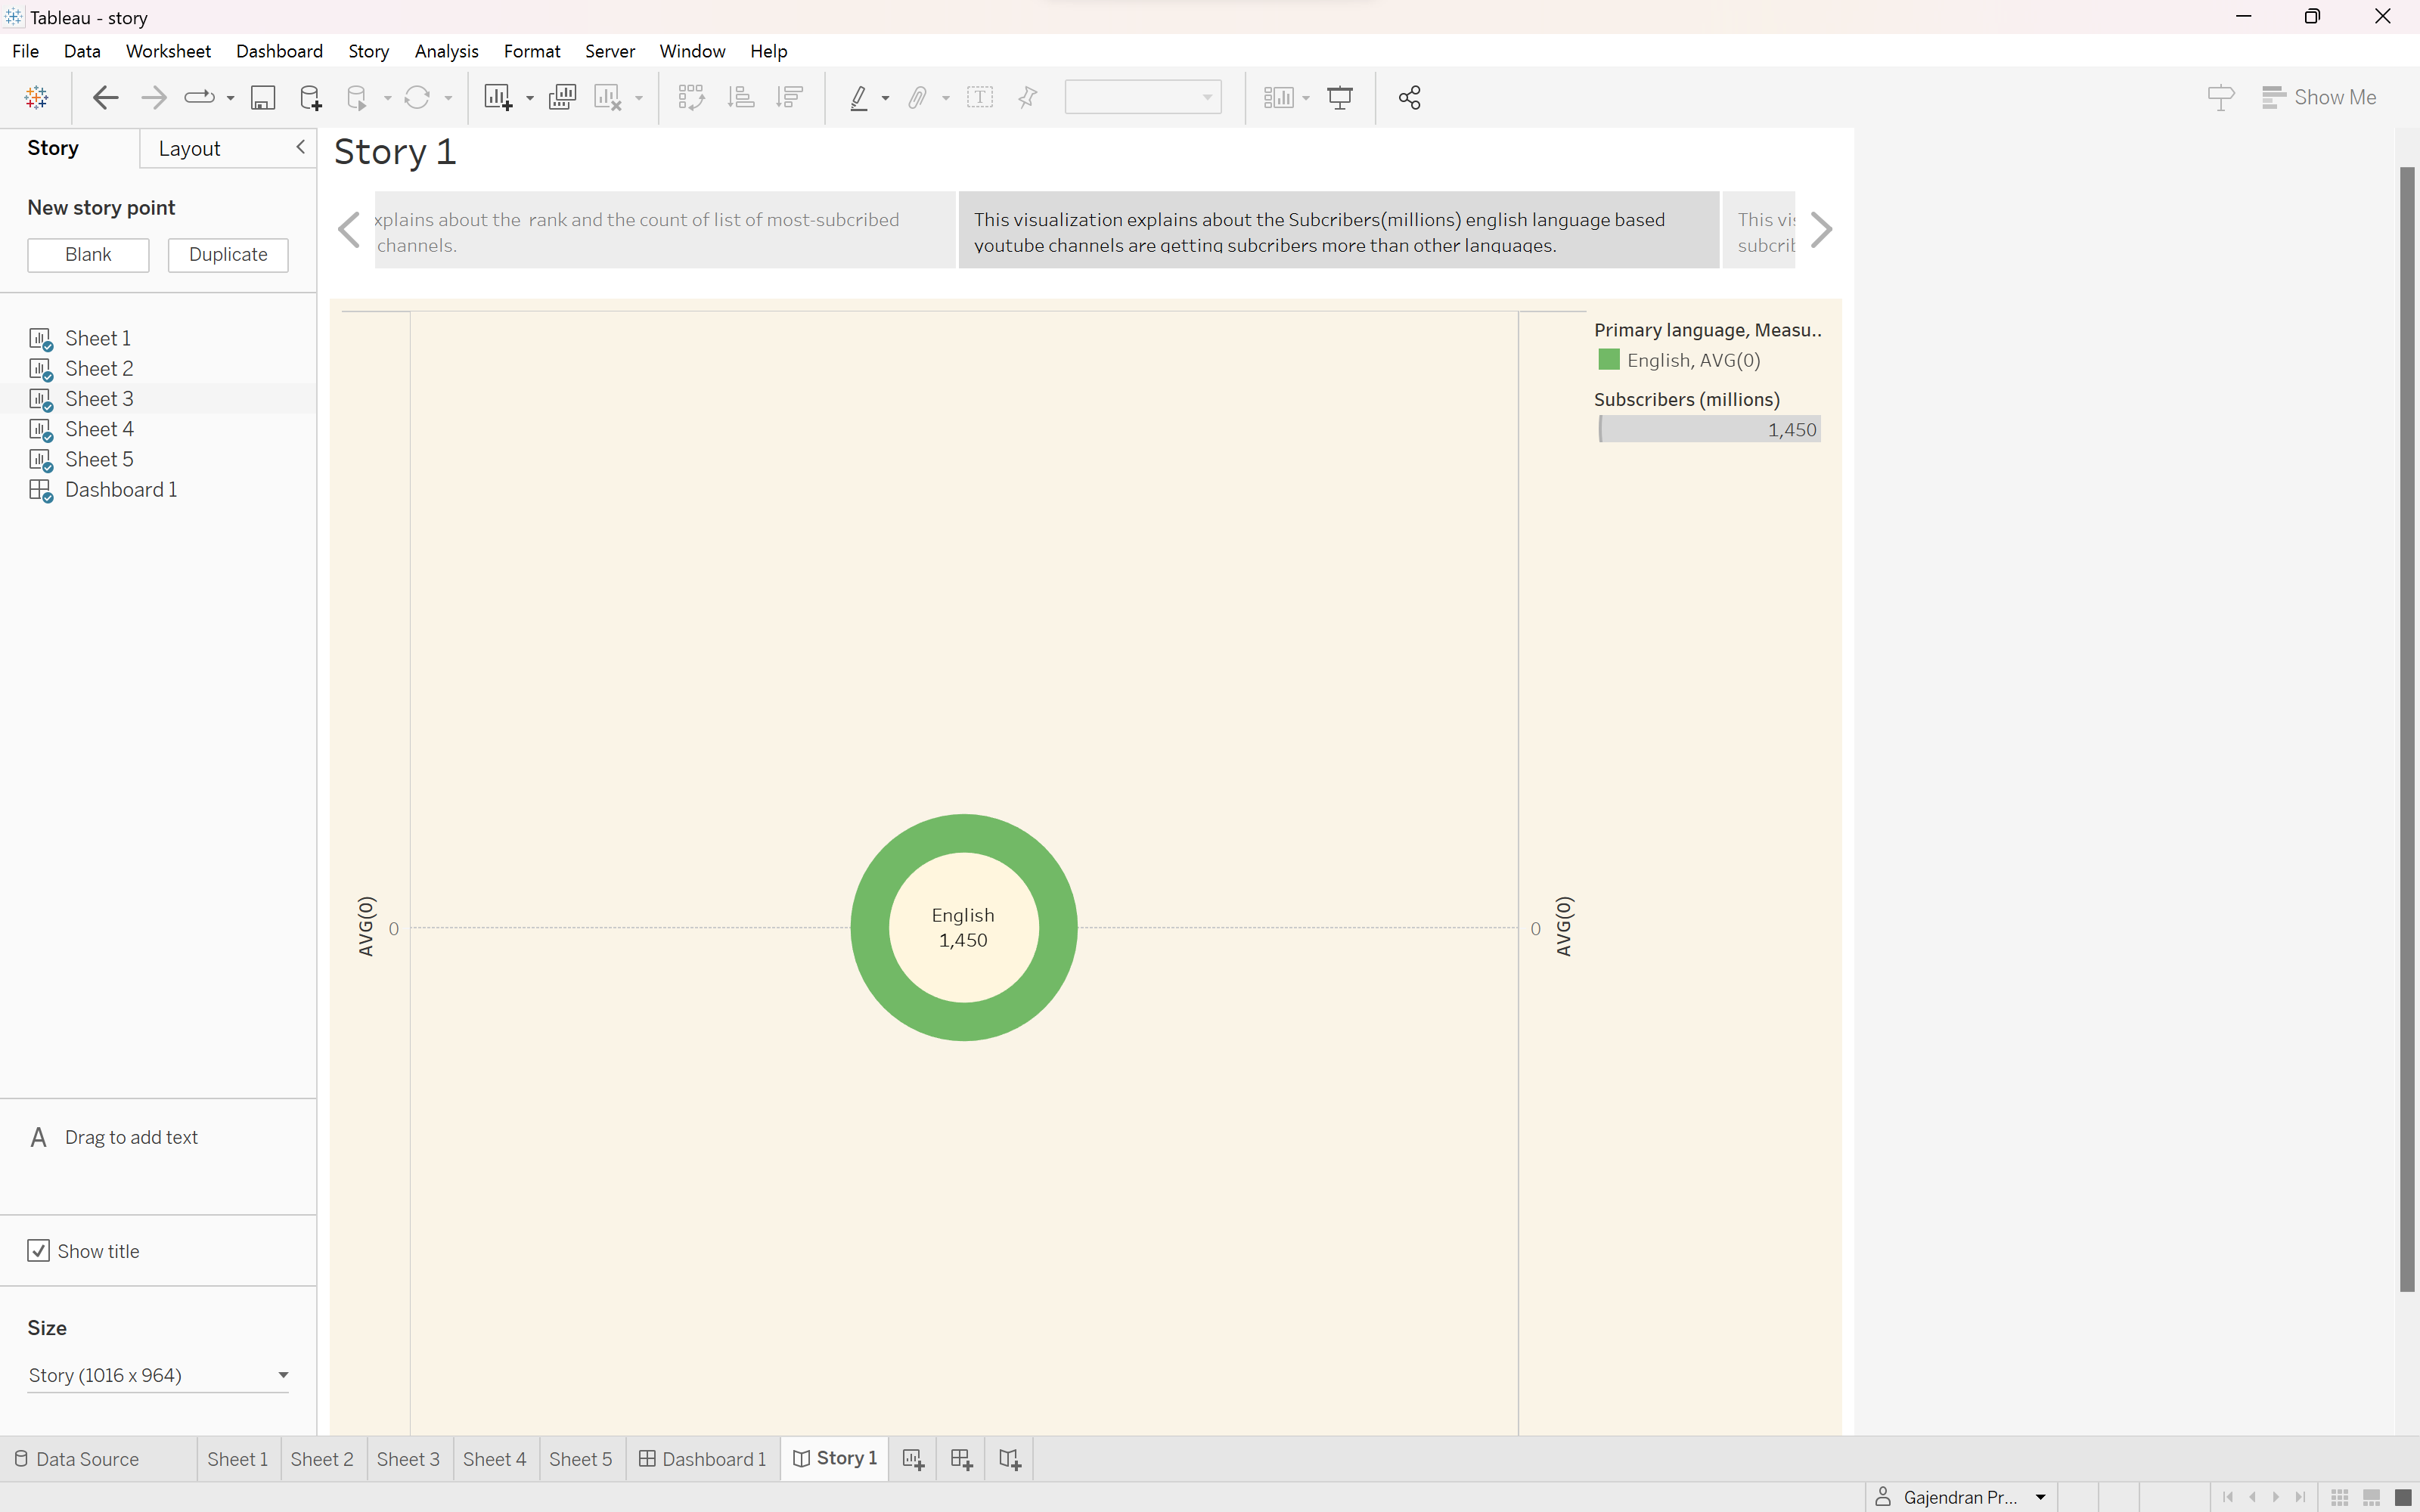 Tableau - story
File Data Worksheet Dashboard Story Analysis Format Server Window Help
Show Me
Story
Layout
New story point
Blank
Duplicate
Sheet 1
Sheet 2
Sheet 3
Sheet 4
Sheet 5
Dashboard 1
A Drag to add text
Show title
Size
Story (1016 x 964)
Story 1
xplains about the rank and the count of list of most-subcribed
channels.
This visualization explains about the Subcribers(millions) english language based
youtube channels are getting subcribers more than other languages.
This vis
subcrib
AVG(0)
0
English
1,450
0
AVG(0)
Primary language, Measu..
English, AVG(0)
Subscribers (millions)
1,450
Data Source Sheet 1 Sheet 2 Sheet 3 Sheet 4 Sheet 5 Dashboard 1 Story 1
Gajendran Pr...